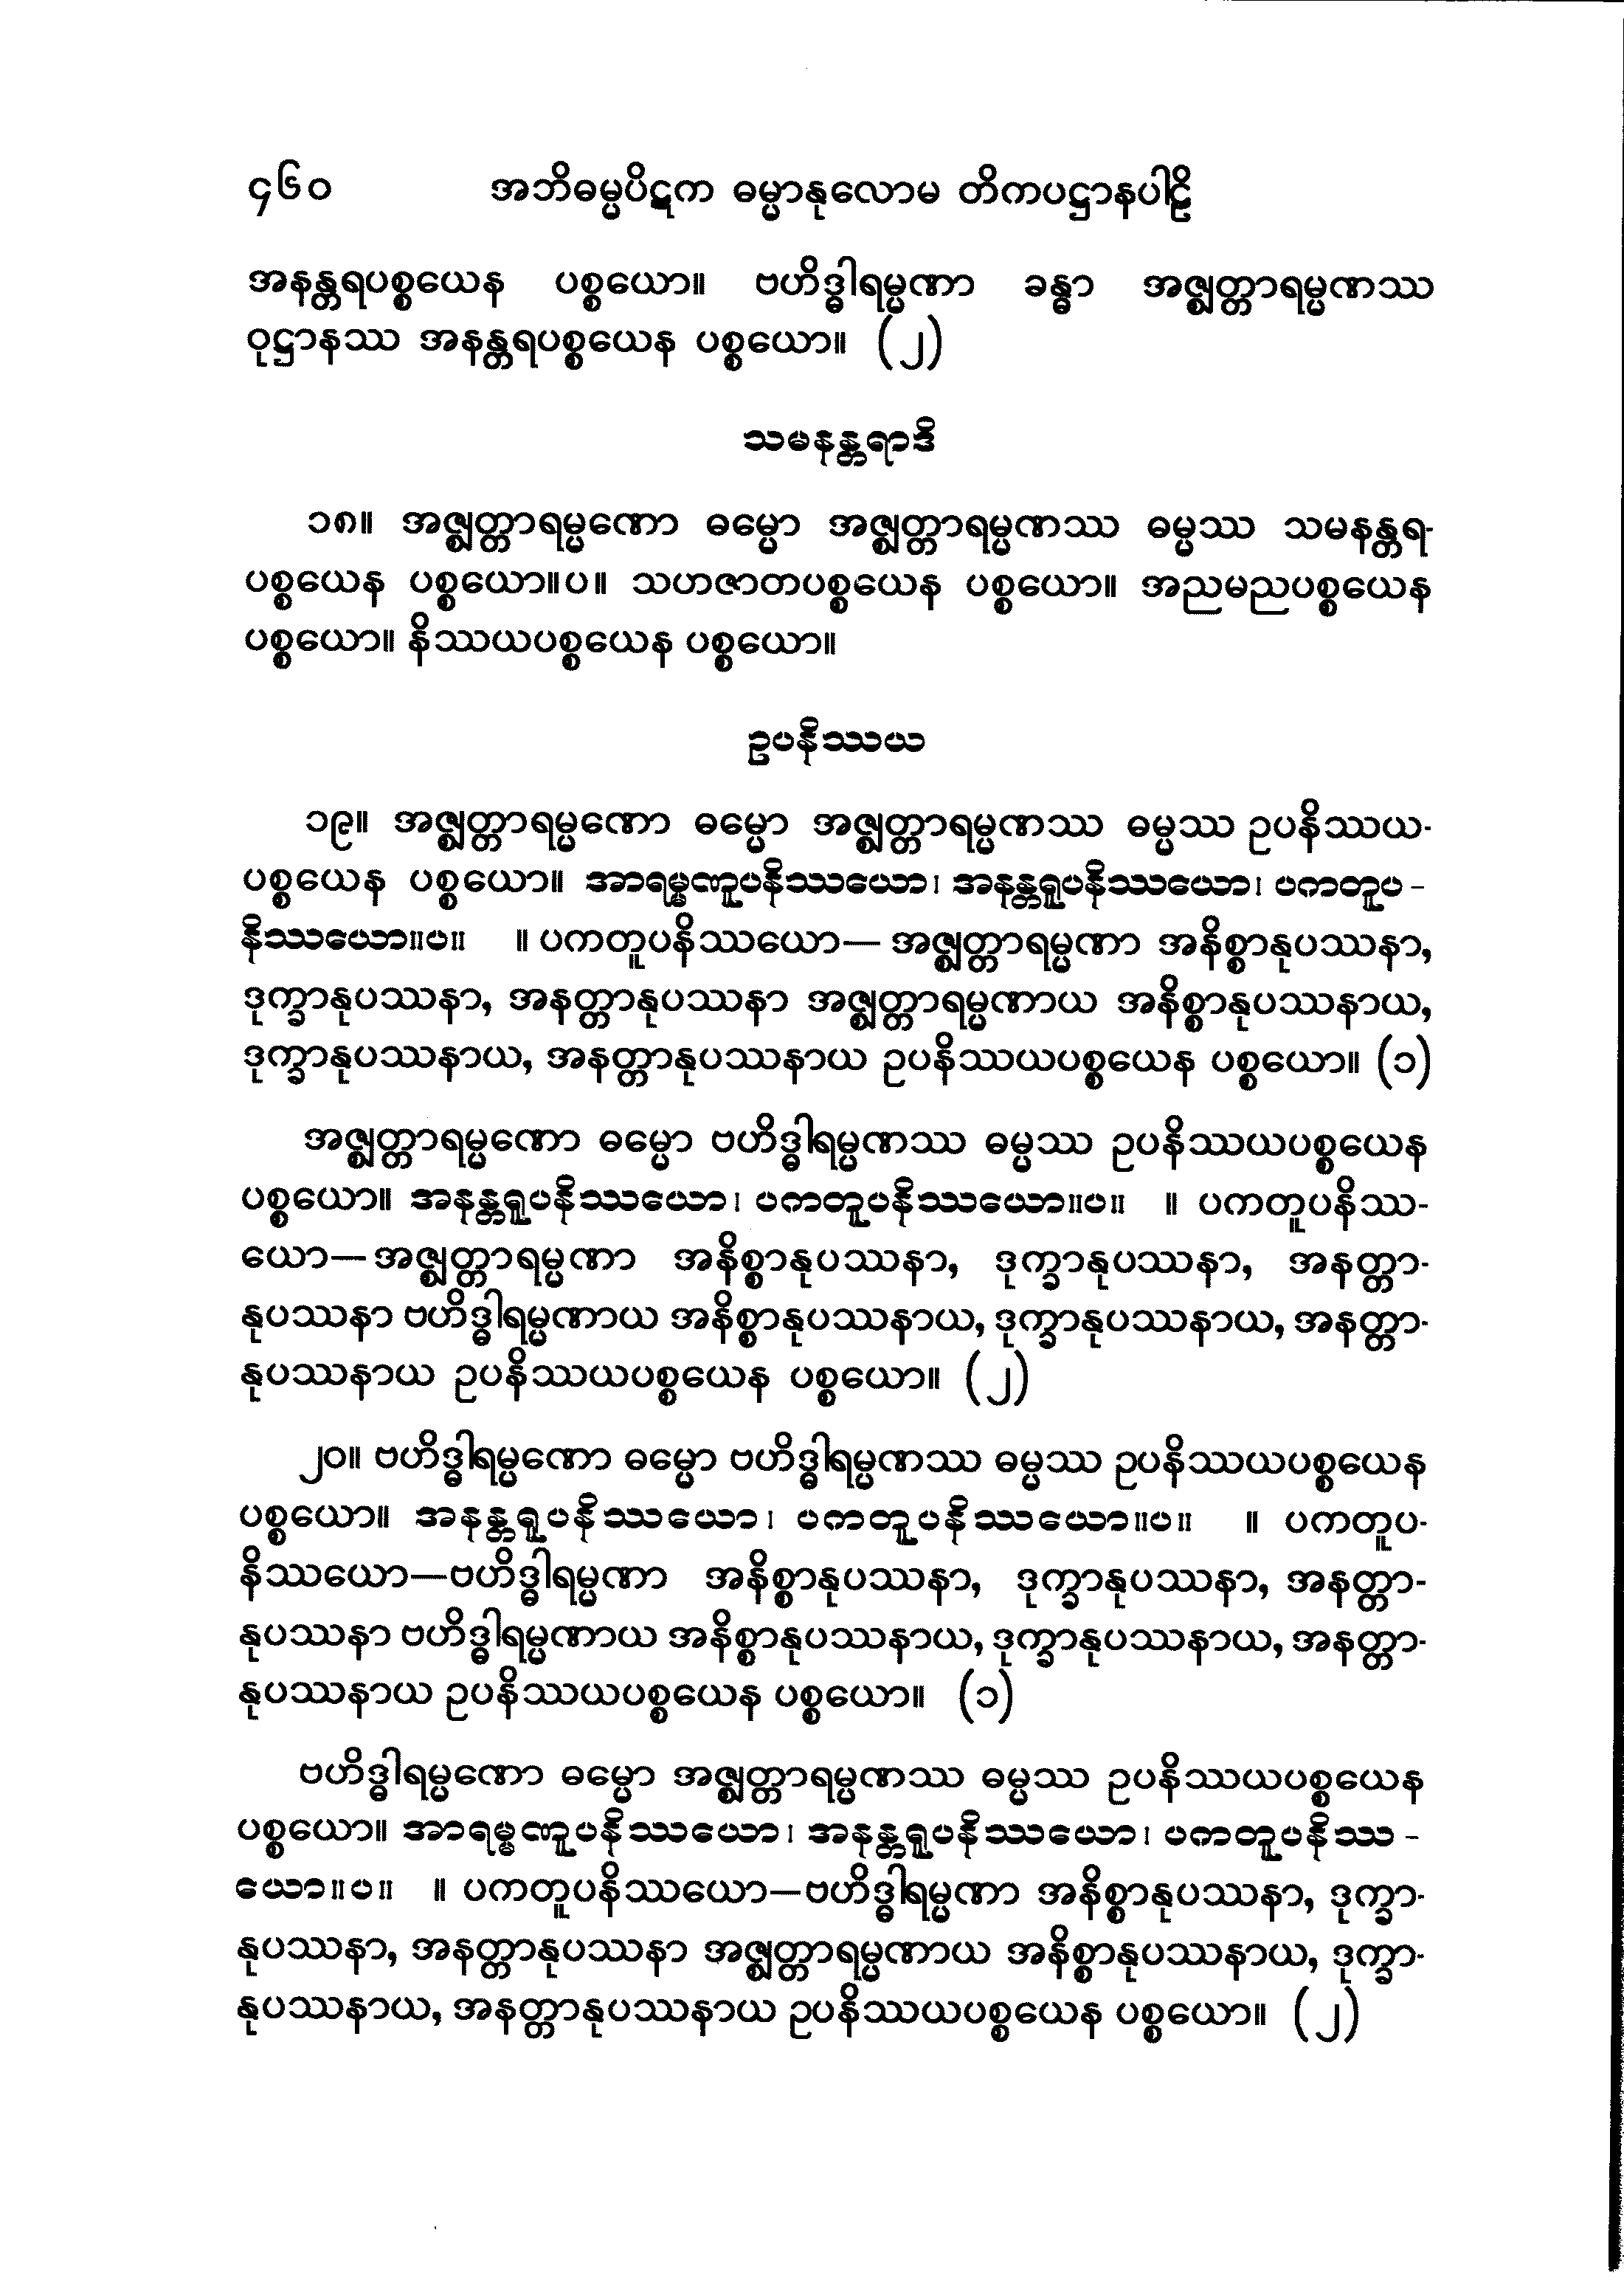 ၄၆၀ အဘိဓမ္မပိဋက ဓမ္မာနုလောမ တိကပဋ္ဌာနပါဠိ
အနန္တရပစ္စယေန ပစ္စယော။ ဗဟိဒ္ဓါရမ္မဏာ ခန္ဓာ အဇ္ဈတ္တာရမ္မဏဿ
ဝုဋ္ဌာနဿ အနန္တရပစ္စယေန ပစ္စယော။ (၂)
သမနန္တရာဒိ
၁၈။ အဇ္ဈတ္တာရမ္မဏော ဓမ္မော အဇ္ဈတ္တာရမ္မဏဿ ဓမ္မဿ သမနန္တရ-
ပစ္စယေန ပစ္စယော။ပ။ သဟဇာတပစ္စယေန ပစ္စယော။ အညမညပစ္စယေန
ပစ္စယော။ နိဿယပစ္စယေန ပစ္စယော။
ဥပနိဿယ
၁၉။ အဇ္ဈတ္တာရမ္မဏော ဓမ္မော အဇ္ဈတ္တာရမ္မဏဿ ဓမ္မဿ ဥပနိဿယ-
ပစ္စယေန ပစ္စယော။ အာရမ္မဏူပနိဿယော၊ အနန္တရူပနိဿယော၊ ပကတူပ-
နိဿယော။ပ။ ။ ပကတူပနိဿယော— အဇ္ဈတ္တာရမ္မဏာ အနိစ္စာနုပဿနာ,
ဒုက္ခာနုပဿနာ, အနတ္တာနုပဿနာ အဇ္ဈတ္တာရမ္မဏာယ အနိစ္စာနုပဿနာယ,
ဒုက္ခာနုပဿနာယ, အနတ္တာနုပဿနာယ ဥပနိဿယပစ္စယေန ပစ္စယော။ (၁)
အဇ္ဈတ္တာရမ္မဏော ဓမ္မော ဗဟိဒ္ဓါရမ္မဏဿ ဓမ္မဿ ဥပနိဿယပစ္စယေန
ပစ္စယော။ အနန္တရူပနိဿယော၊ ပကတူပနိဿယော။ပ။ ။ ပကတူပနိဿ-
ယော—အဇ္ဈတ္တာရမ္မဏာ အနိစ္စာနုပဿနာ, ဒုက္ခာနုပဿနာ, အနတ္တာ-
နုပဿနာ ဗဟိဒ္ဓါရမ္မဏာယ အနိစ္စာနုပဿနာယ, ဒုက္ခာနုပဿနာယ, အနတ္တာ-
နုပဿနာယ ဥပနိဿယပစ္စယေန ပစ္စယော။ (၂)
၂၀။ ဗဟိဒ္ဓါရမ္မဏော ဓမ္မော ဗဟိဒ္ဓါရမ္မဏဿ ဓမ္မဿ ဥပနိဿယပစ္စယေန
ပစ္စယော။ အနန္တရူပနိဿယော၊ ပကတူပနိဿယော။ပ။ ။ ပကတူပ-
နိဿယော—ဗဟိဒ္ဓါရမ္မဏာ အနိစ္စာနုပဿနာ, ဒုက္ခာနုပဿနာ, အနတ္တာ-
နုပဿနာ ဗဟိဒ္ဓါရမ္မဏာယ အနိစ္စာနုပဿနာယ, ဒုက္ခာနုပဿနာယ, အနတ္တာ-
နုပဿနာယ ဥပနိဿယပစ္စယေန ပစ္စယော။ (၁)
ဗဟိဒ္ဓါရမ္မဏော ဓမ္မော အဇ္ဈတ္တာရမ္မဏဿ ဓမ္မဿ ဥပနိဿယပစ္စယေန
ပစ္စယော။ အာရမ္မဏူပနိဿယော၊ အနန္တရူပနိဿယော၊ ပကတူပနိဿ-
ယော။ပ။ ။ ပကတူပနိဿယော—ဗဟိဒ္ဓါရမ္မဏာ အနိစ္စာနုပဿနာ, ဒုက္ခာ-
နုပဿနာ, အနတ္တာနုပဿနာ အဇ္ဈတ္တာရမ္မဏာယ အနိစ္စာနုပဿနာယ, ဒုက္ခာ-
နုပဿနာယ, အနတ္တာနုပဿနာယ ဥပနိဿယပစ္စယေန ပစ္စယော။ (၂)